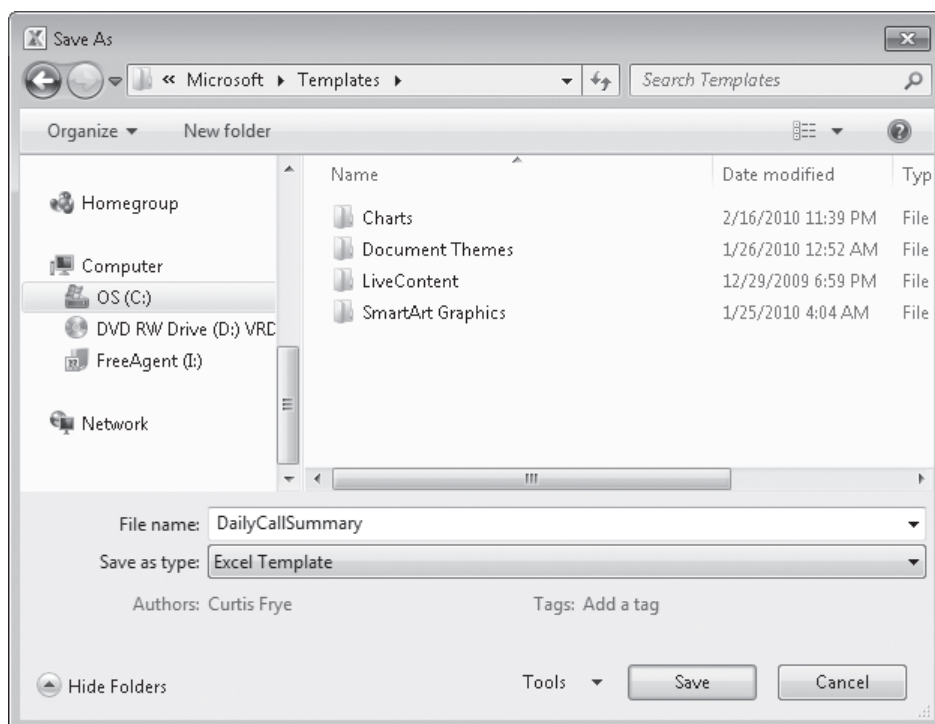 Save As
« Microsoft ▸ Templates ▸
Search Templates
Organize
New folder
Name
Date modified
Typ
Homegroup
Computer
OS (C:)
DVD RW Drive (D:) VRD
FreeAgent (I:)
Network
Charts 2/16/2010 11:39 PM File
Document Themes 1/26/2010 12:52 AM File
LiveContent 12/29/2009 6:59 PM File
SmartArt Graphics 1/25/2010 4:04 AM File
File name: DailyCallSummary
Save as type: Excel Template
Authors: Curtis Frye
Tags: Add a tag
Hide Folders
Tools
Save
Cancel